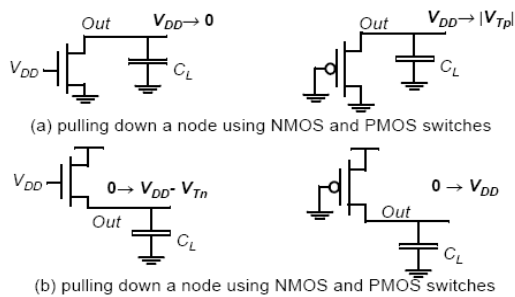 Out V_DD→ 0
V_DD
C_L
Out V_DD→ |V_Tp|
C_L
(a) pulling down a node using NMOS and PMOS switches
V_DD
0→ V_DD- V_Tn
Out
C_L
0 → V_DD
Out
C_L
(b) pulling down a node using NMOS and PMOS switches